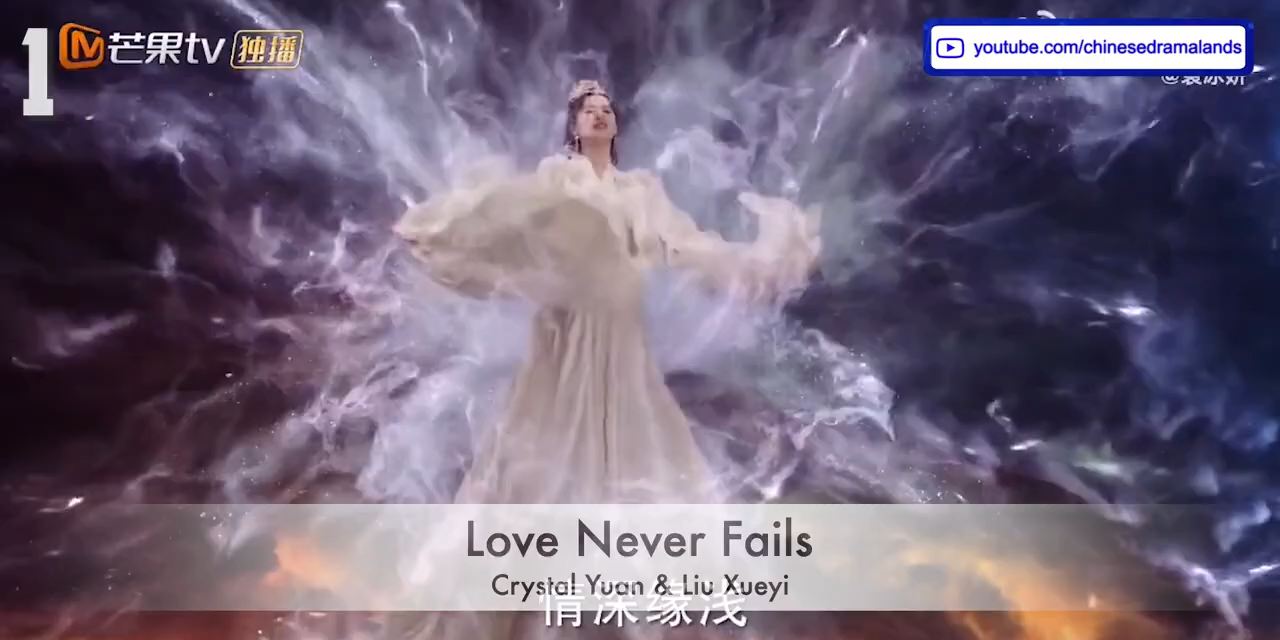 1
芒果tv 独播
youtube.com/chinesedramalands
Love Never Fails
Crystal Yuan & Liu Xueyi
情深缘浅